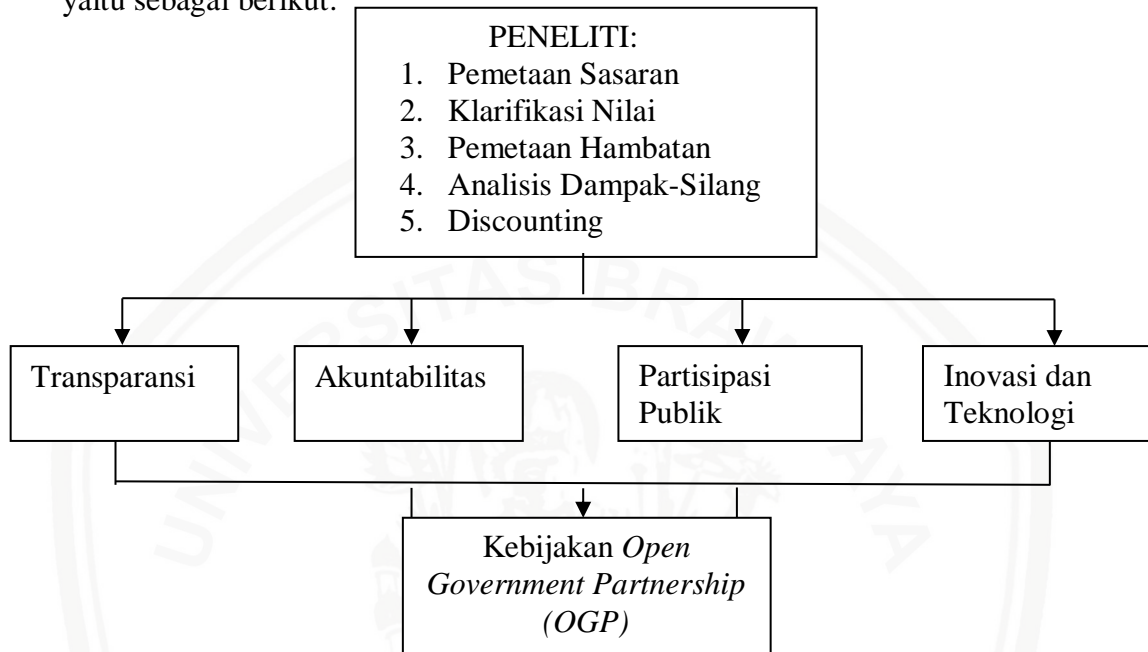 yaitu sebagai berikut:
PENELITI:
1. Pemetaan Sasaran
2. Klarifikasi Nilai
3. Pemetaan Hambatan
4. Analisis Dampak-Silang
5. Discounting
Transparansi
Akuntabilitas
Partisipasi
Publik
Inovasi dan
Teknologi
Kebijakan Open
Government Partnership
(OGP)